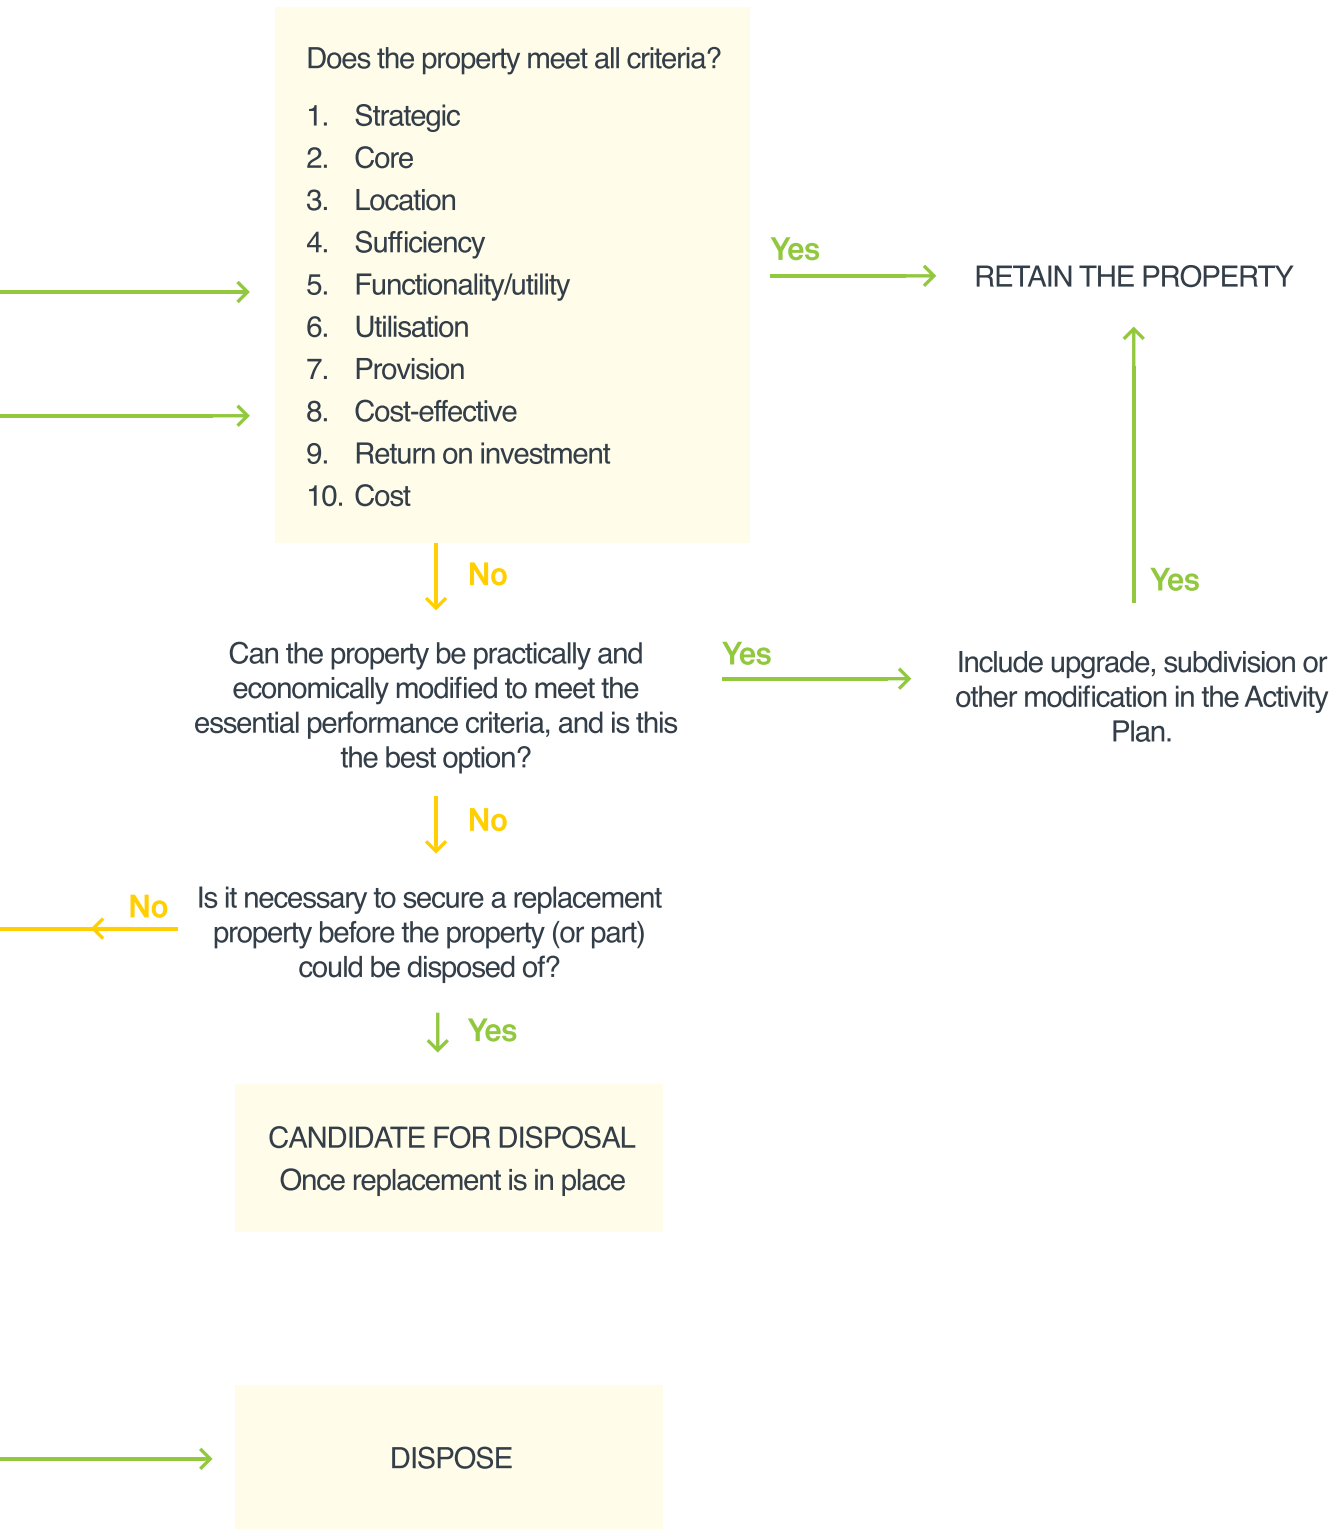 Does the property meet all criteria?
1. Strategic
2. Core
3. Location
4. Sufficiency
5. Functionality/utility
6. Utilisation
7. Provision
8. Cost-effective
9. Return on investment
10. Cost
Yes
RETAIN THE PROPERTY
No
Yes
Can the property be practically and
economically modified to meet the
essential performance criteria, and is this
the best option?
Yes
Include upgrade, subdivision or
other modification in the Activity
Plan.
No
No
Is it necessary to secure a replacement
property before the property (or part)
could be disposed of?
Yes
CANDIDATE FOR DISPOSAL
Once replacement is in place
DISPOSE